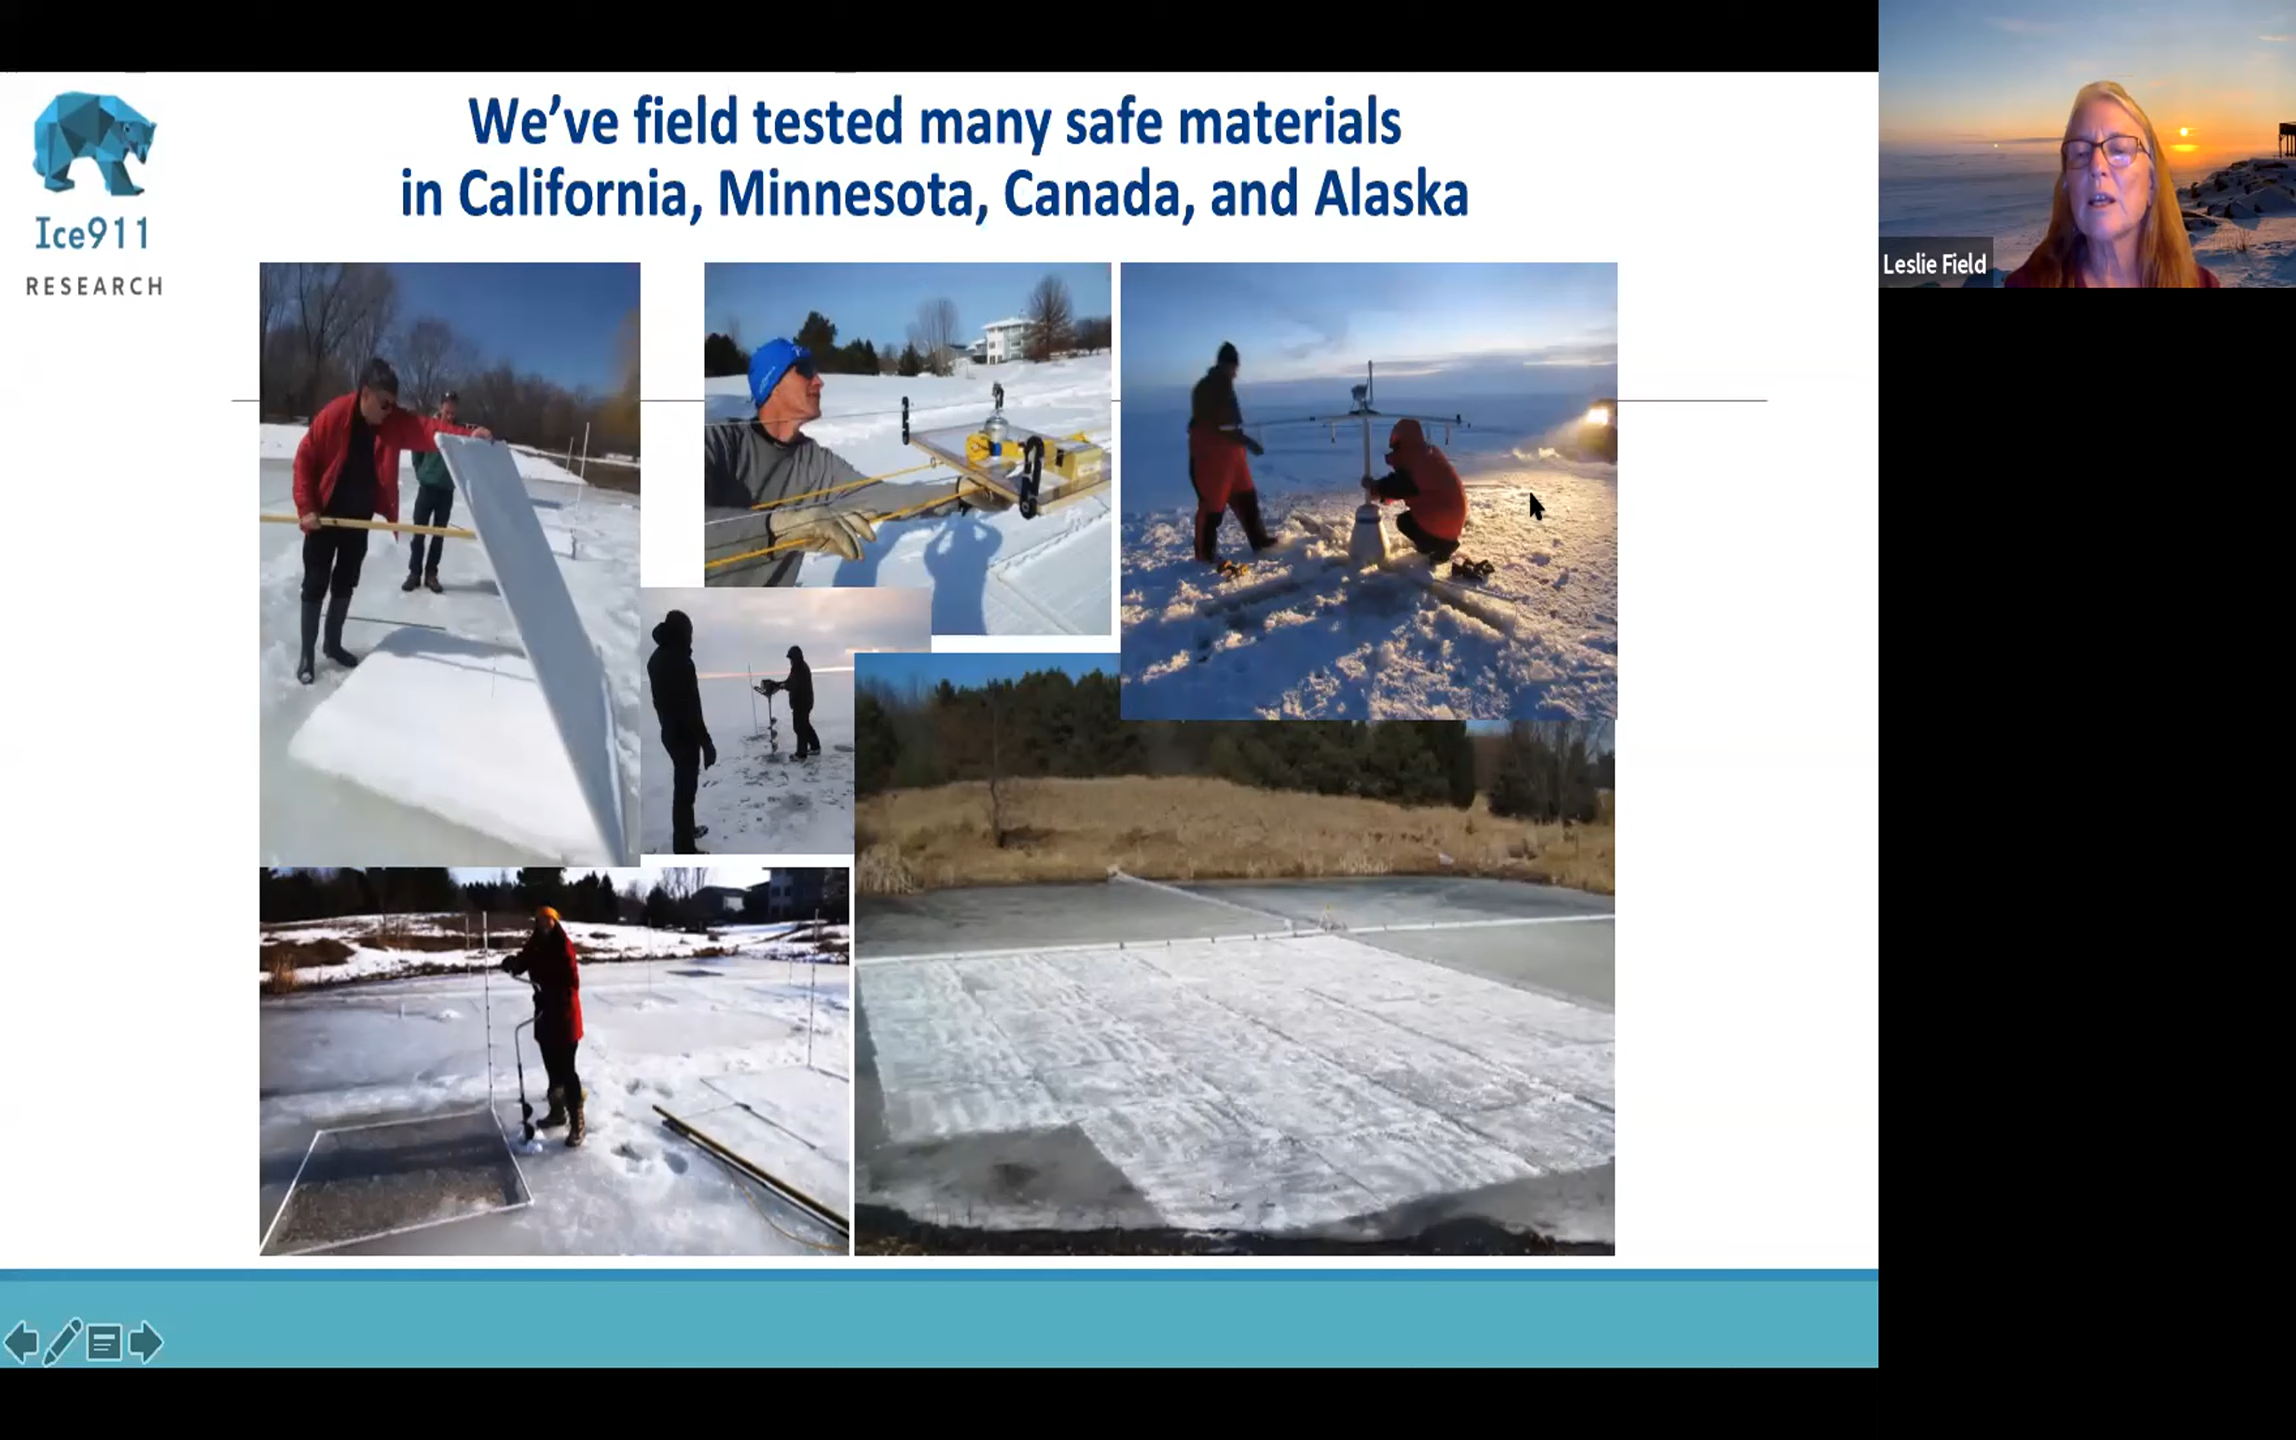 We've field tested many safe materials
in California, Minnesota, Canada, and Alaska
Ice911
RESEARCH
Leslie Field